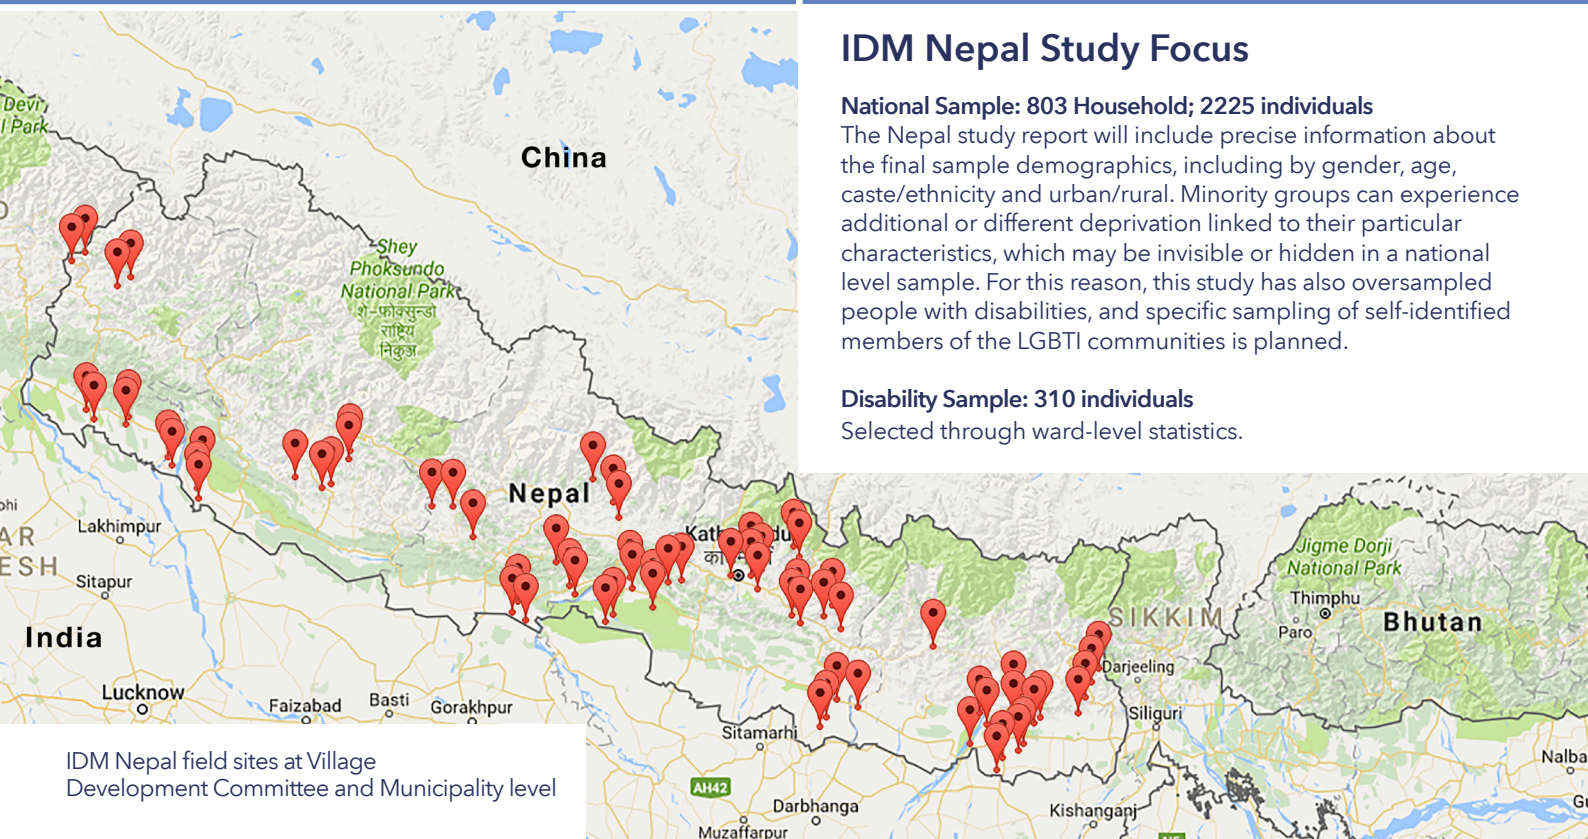 IDM Nepal Study Focus
National Sample: 803 Household; 2225 individuals
The Nepal study report will include precise information about
the final sample demographics, including by gender, age,
caste/ethnicity and urban/rural. Minority groups can experience
additional or different deprivation linked to their particular
characteristics, which may be invisible or hidden in a national
level sample. For this reason, this study has also oversampled
people with disabilities, and specific sampling of self-identified
members of the LGBTI communities is planned.
Disability Sample: 310 individuals
Selected through ward-level statistics.
Devi
l Park
China
Shey
Phoksundo
National Park
शे-फोक्सुन्डो
राष्ट्रिय
निकुञ्ज
Nepal
Lakhimpur
AR
ESH
Sitapur
India
Lucknow
Faizabad
Basti
Gorakhpur
Jigme Dorji
National Park
Thimphu
Paro
Bhutan
SIKKIM
Darjeeling
Siliguri
Sitamarhi
AH42
Darbhanga
Muzaffarpur
Kishanganj
Nalba
IDM Nepal field sites at Village
Development Committee and Municipality level